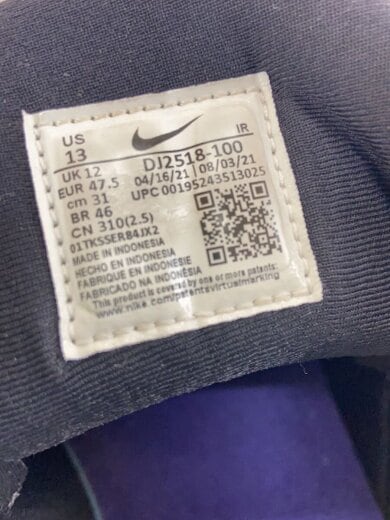 US 13 IR
UK 12 DJ2518-100
EUR 47.5 04/16/21 08/03/21
cm 31 UPC 00195243513025
BR 46
CN 310(2.5)
01TKSSER84JX2
MADE IN INDONESIA
HECHO EN INDONESIA
FABRIQUE EN INDONESIE
FABRICADO NA INDONÉSIA
This product is covered by one or more patents:
www.nike.com/patentsvirtualmarking